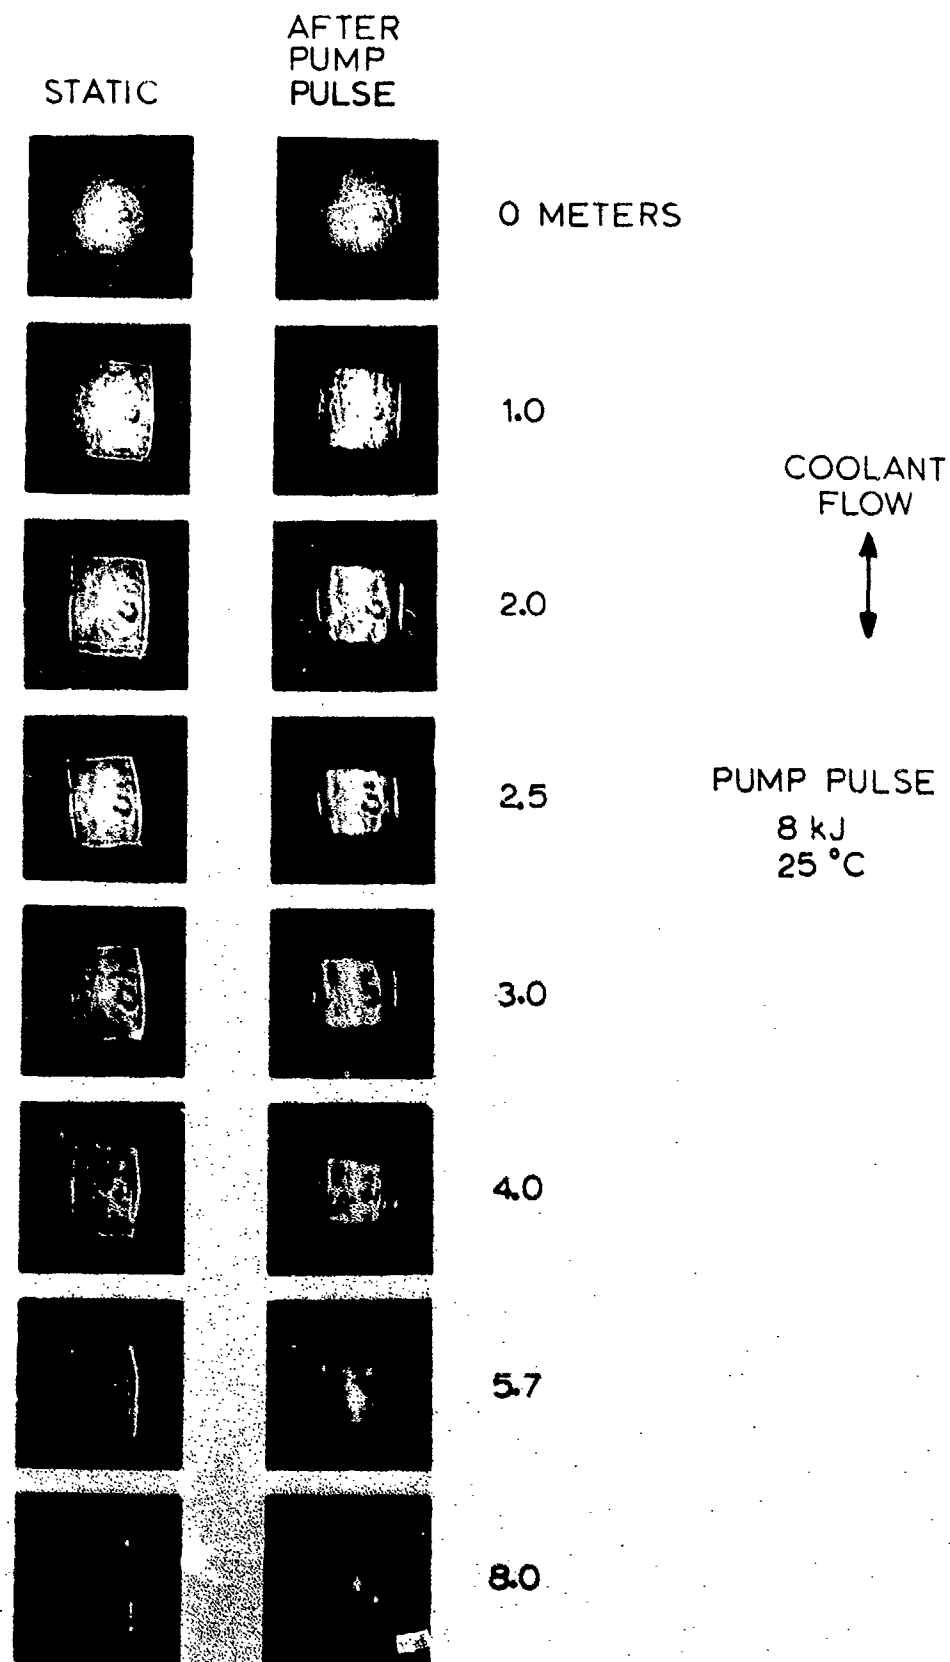 STATIC
AFTER
PUMP
PULSE
0 METERS
1.0
COOLANT
FLOW
2.0
2.5
PUMP PULSE
8 kJ
25 °C
3.0
4.0
5.7
8.0